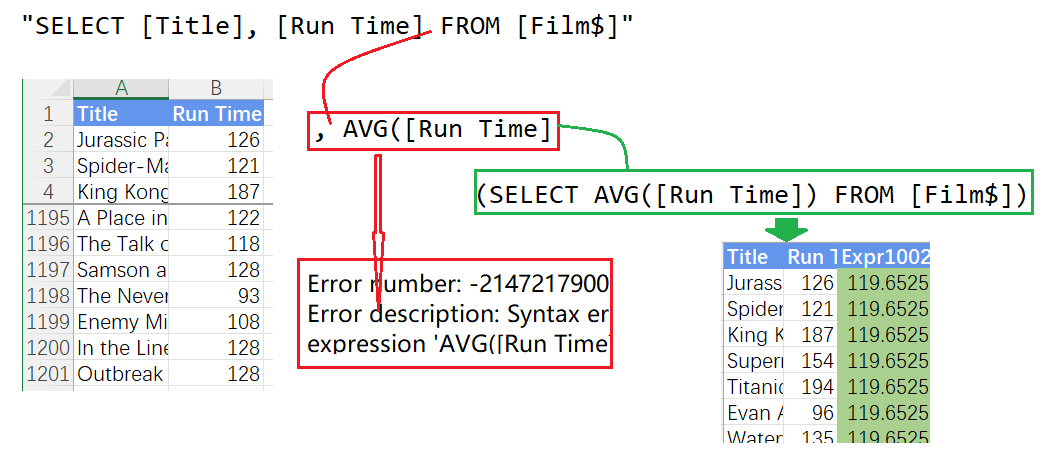 "SELECT [Title], [Run Time] FROM [Film$]"
A B
1 Title Run Time
2 Jurassic Pa 126
3 Spider-Ma 121
4 King Kong 187
1195 A Place in 122
1196 The Talk o 118
1197 Samson a 128
1198 The Never 93
1199 Enemy Mi 108
1200 In the Line 128
1201 Outbreak 128
, AVG([Run Time]
(SELECT AVG([Run Time]) FROM [Film$])
Error number: -2147217900
Error description: Syntax er
expression 'AVG([Run Time]
Title Run T Expr1002
Jurass 126 119.6525
Spider 121 119.6525
King K 187 119.6525
Super 154 119.6525
Titanic 194 119.6525
Evan A 96 119.6525
Water 135 119.6525